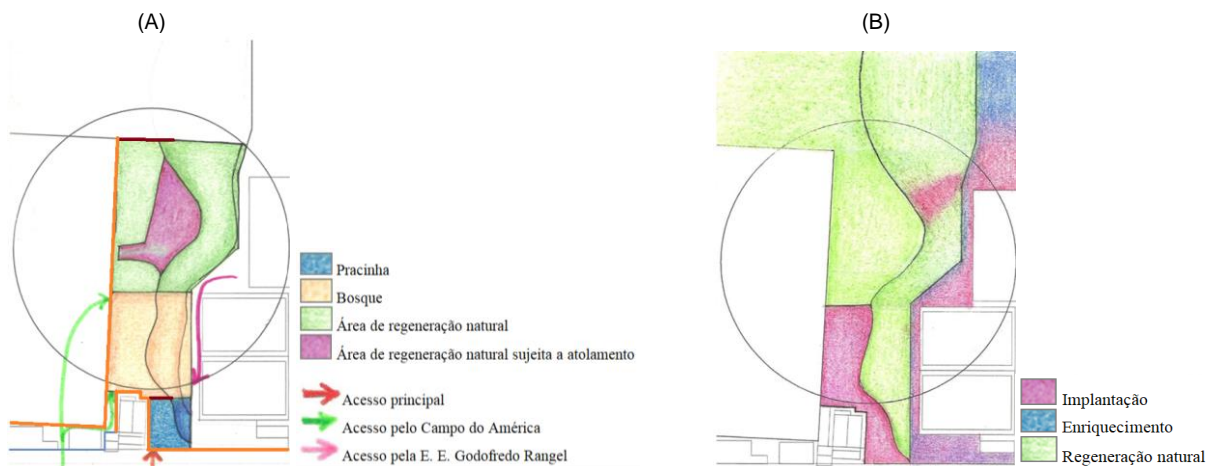 (A)
(B)
Pracinha
Bosque
Área de regeneração natural
Área de regeneração natural sujeita a atolamento
Acesso principal
Acesso pelo Campo do América
Acesso pela E. E. Godofredo Rangel
Implantação
Enriquecimento
Regeneração natural